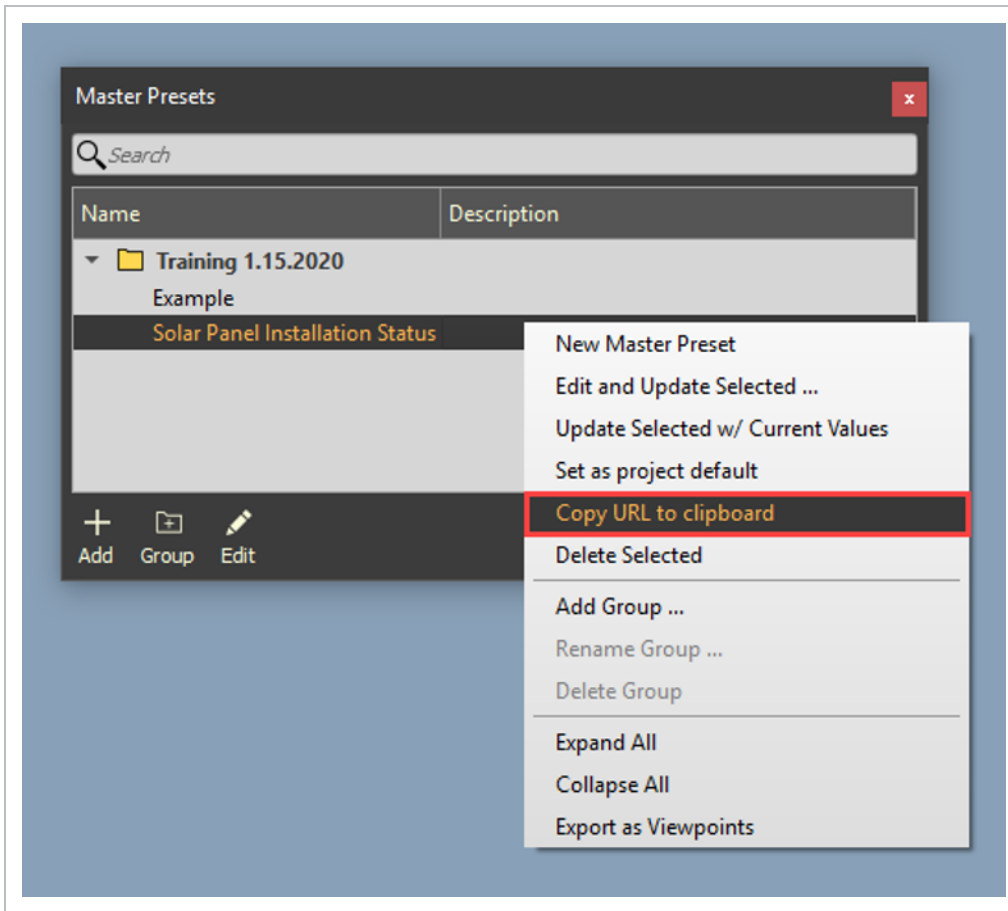 Master Presets
x
Search
Name Description
Training 1.15.2020
Example
Solar Panel Installation Status
New Master Preset
Edit and Update Selected ...
Update Selected w/ Current Values
Set as project default
Copy URL to clipboard
Delete Selected
Add Group ...
Rename Group ...
Delete Group
Expand All
Collapse All
Export as Viewpoints
Add Group Edit